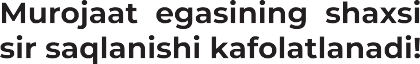 Murojaat egasining shaxsi
sir saqlanishi kafolatlanadi!